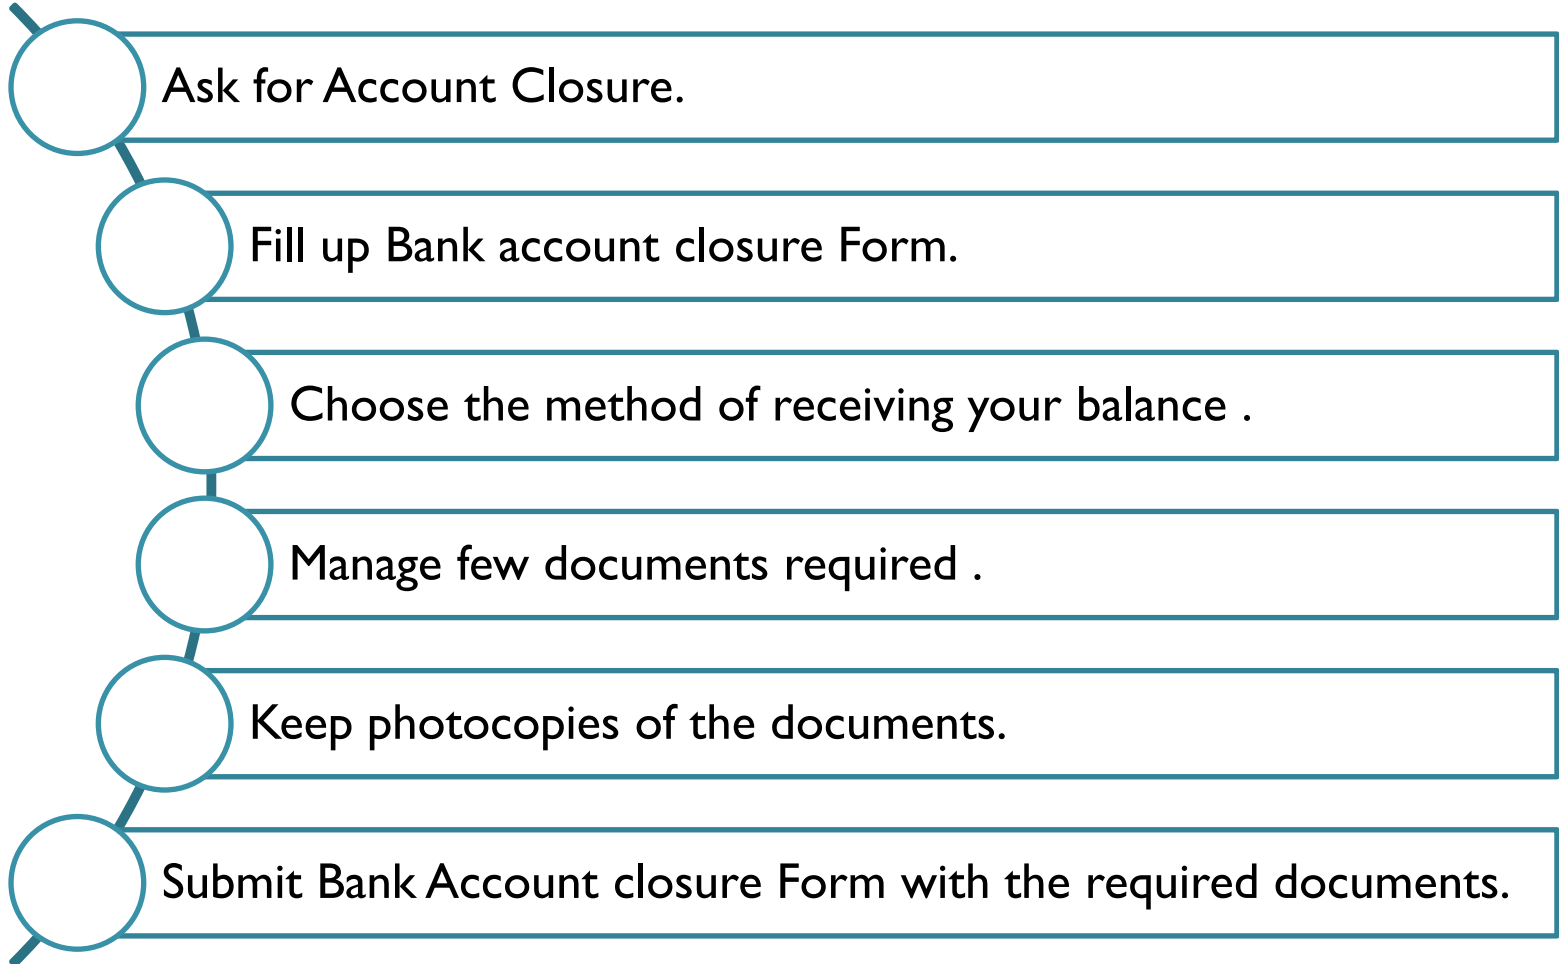 Ask for Account Closure.
Fill up Bank account closure Form.
Choose the method of receiving your balance .
Manage few documents required .
Keep photocopies of the documents.
Submit Bank Account closure Form with the required documents.